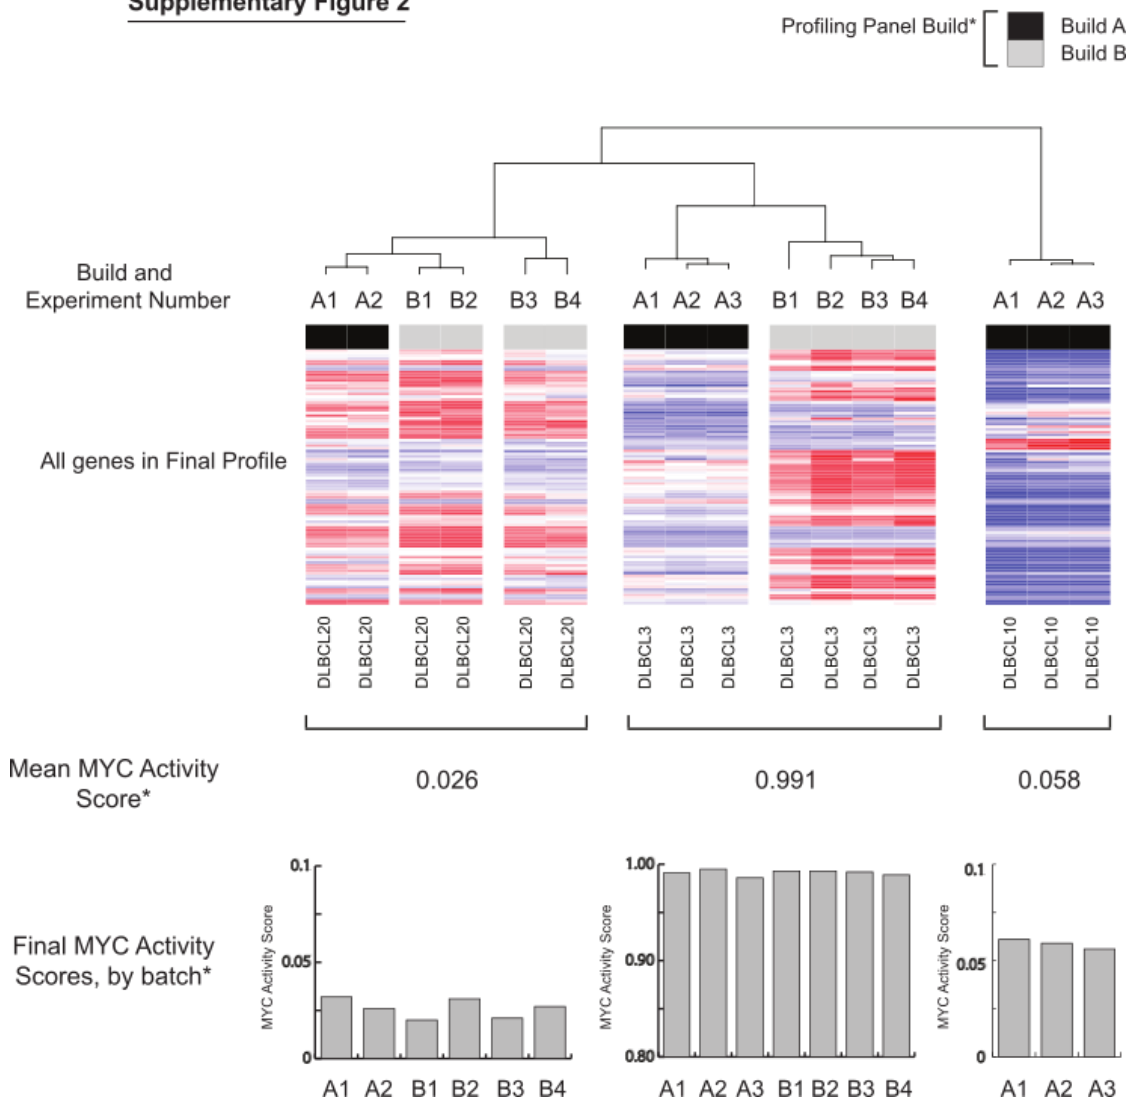 Supplementary Figure 2
Profiling Panel Build*
Build A
Build B
Build and
Experiment Number
A1 A2 B1 B2 B3 B4 A1 A2 A3 B1 B2 B3 B4 A1 A2 A3
All genes in Final Profile
DLBCL20 DLBCL20 DLBCL20 DLBCL20 DLBCL20 DLBCL20 DLBCL3 DLBCL3 DLBCL3 DLBCL3 DLBCL3 DLBCL3 DLBCL3 DLBCL10 DLBCL10 DLBCL10
Mean MYC Activity
Score*
0.026 0.991 0.058
Final MYC Activity
Scores, by batch*
MYC Activity Score
0.1
0.05
0
A1 A2 B1 B2 B3 B4
MYC Activity Score
1.00
0.90
0.80
A1 A2 A3 B1 B2 B3 B4
MYC Activity Score
0.1
0.05
0
A1 A2 A3